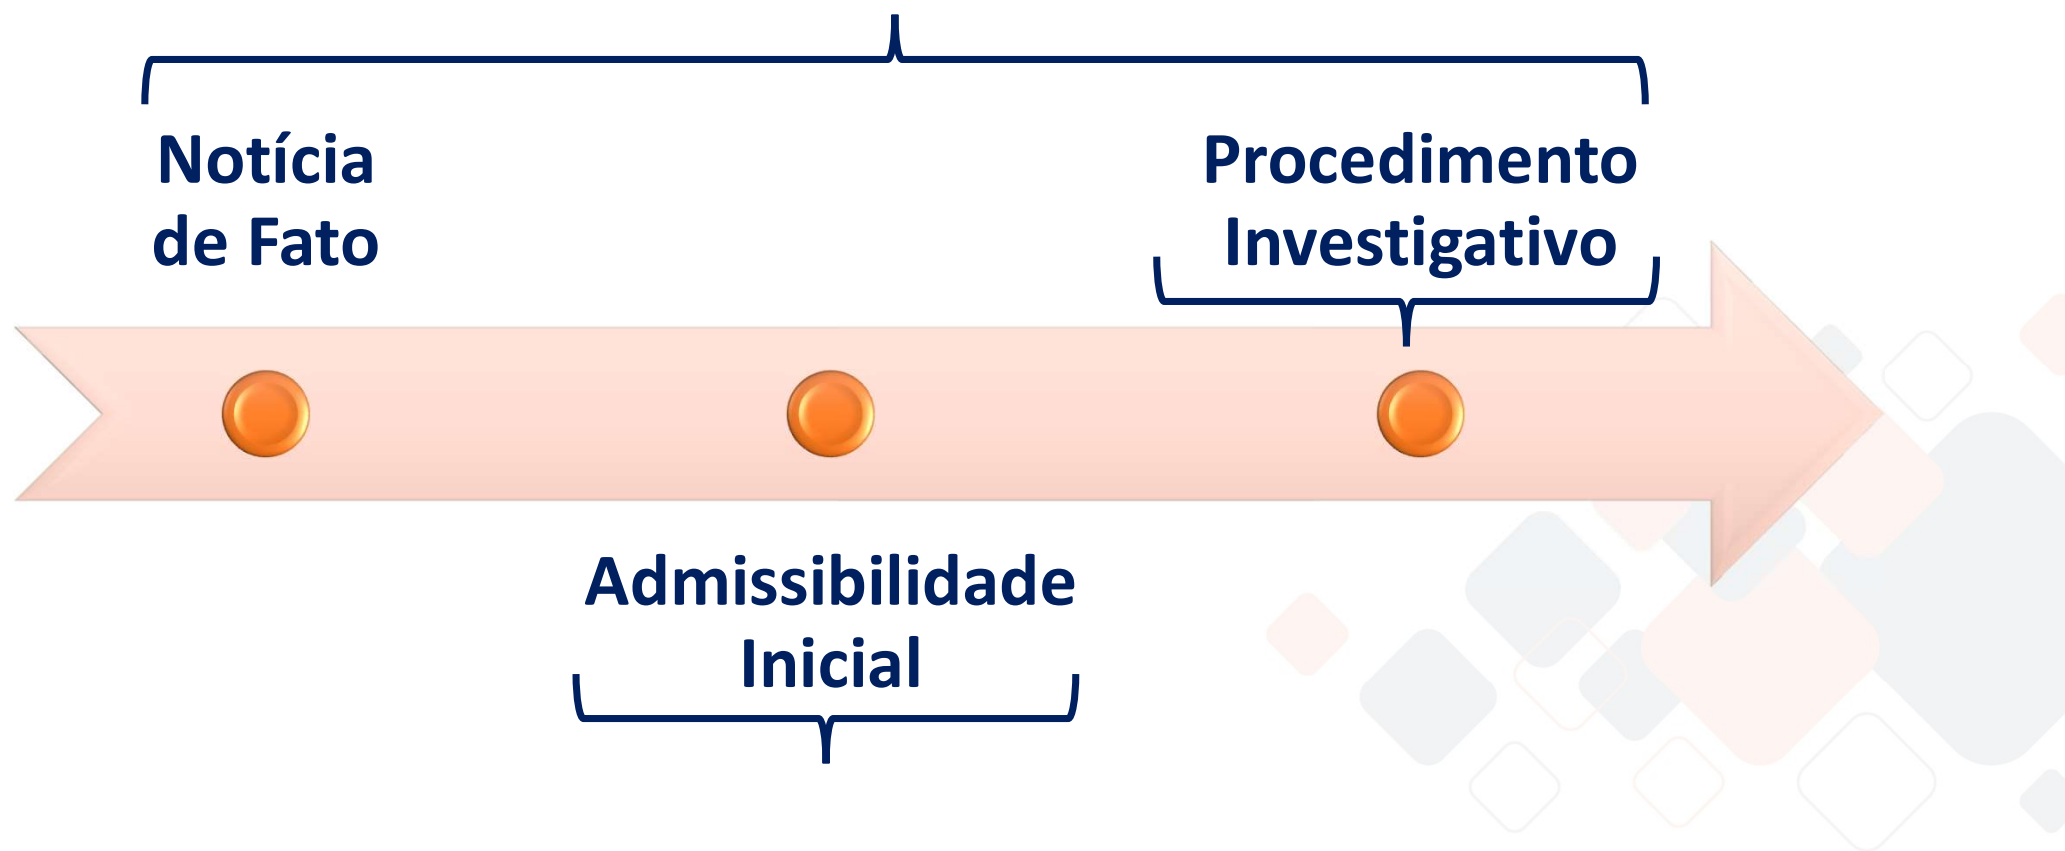 Notícia
de Fato
Procedimento
Investigativo
Admissibilidade
Inicial